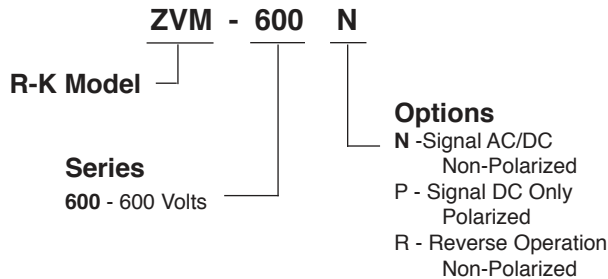 ZVM - 600 N
R-K Model
Series
600 - 600 Volts
Options
N -Signal AC/DC
Non-Polarized
P - Signal DC Only
Polarized
R - Reverse Operation
Non-Polarized